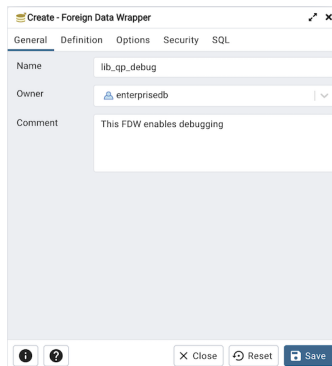 Create - Foreign Data Wrapper
General Definition Options Security SQL
Name lib_qp_debug
Owner enterprisedb
Comment This FDW enables debugging
Close Reset Save